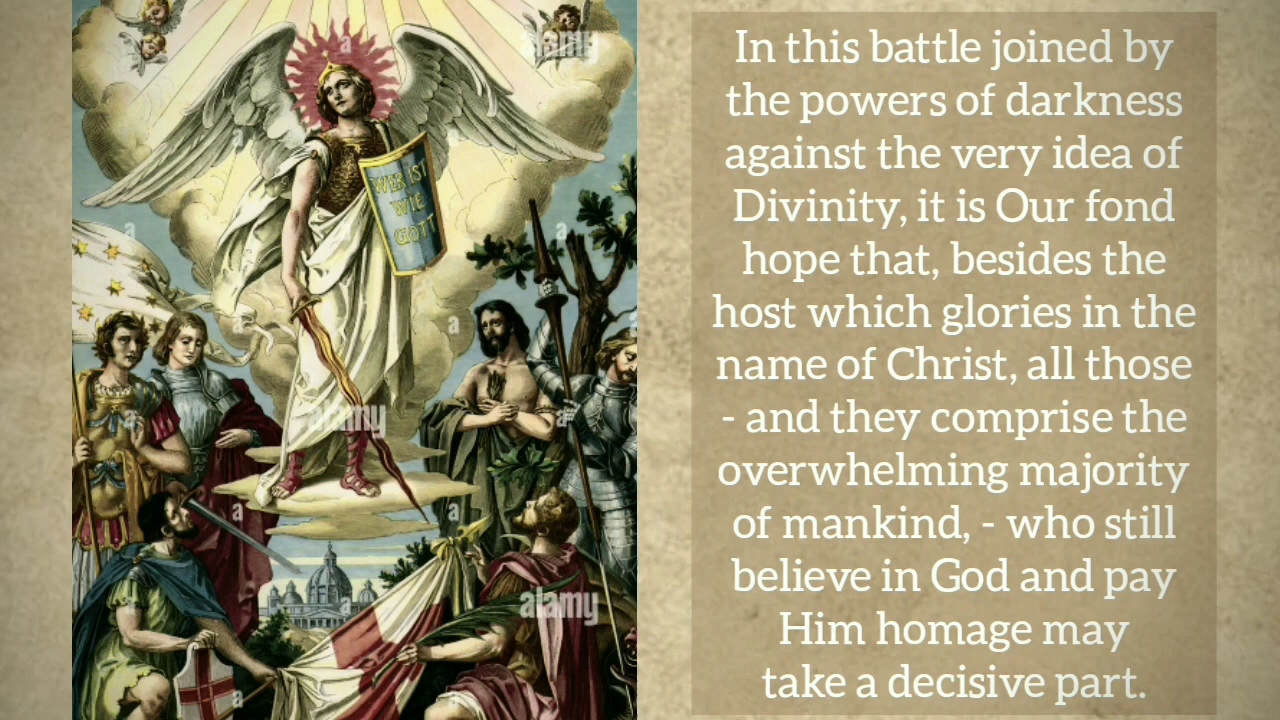 WER IST
WIE
GOTT
alamy
alamy
alamy
a
a
a
a
a
a
a
a
a
a
a
In this battle joined by
the powers of darkness
against the very idea of
Divinity, it is Our fond
hope that, besides the
host which glories in the
name of Christ, all those
- and they comprise the
overwhelming majority
of mankind, - who still
believe in God and pay
Him homage may
take a decisive part.